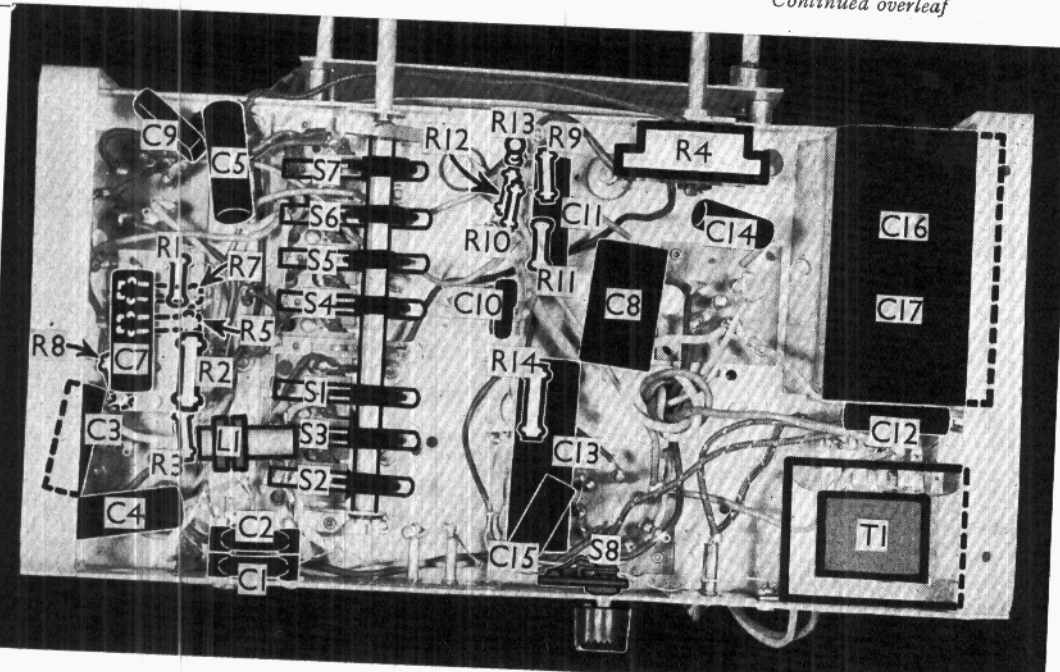 Continued overleaf
C9
C5
R13
R12
R9
R4
S7
S6
R10
C11
C14
C16
R1
R7
S5
R11
S4
C10
C8
C17
R5
R8
C7
R2
R14
S1
C3
L1
S3
C12
R3
S2
C13
C4
C2
C1
C15
S8
T1